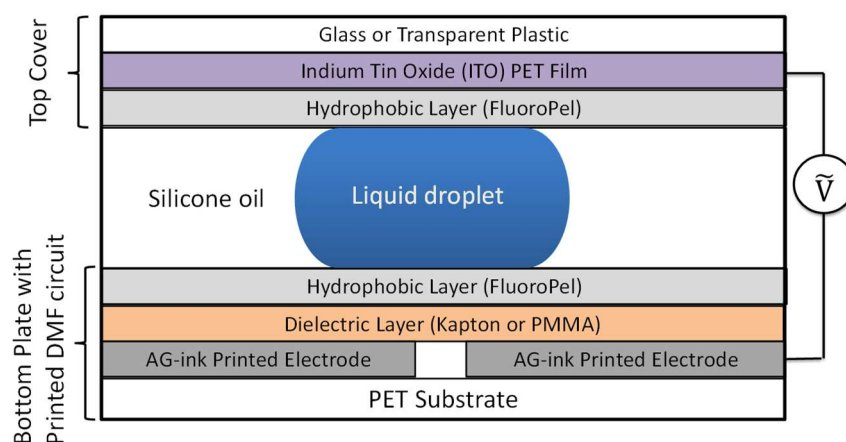 Top Cover
Glass or Transparent Plastic
Indium Tin Oxide (ITO) PET Film
Hydrophobic Layer (FluoroPel)
Silicone oil
Liquid droplet
Ṽ
Bottom Plate with
Printed DMF circuit
Hydrophobic Layer (FluoroPel)
Dielectric Layer (Kapton or PMMA)
AG-ink Printed Electrode
AG-ink Printed Electrode
PET Substrate